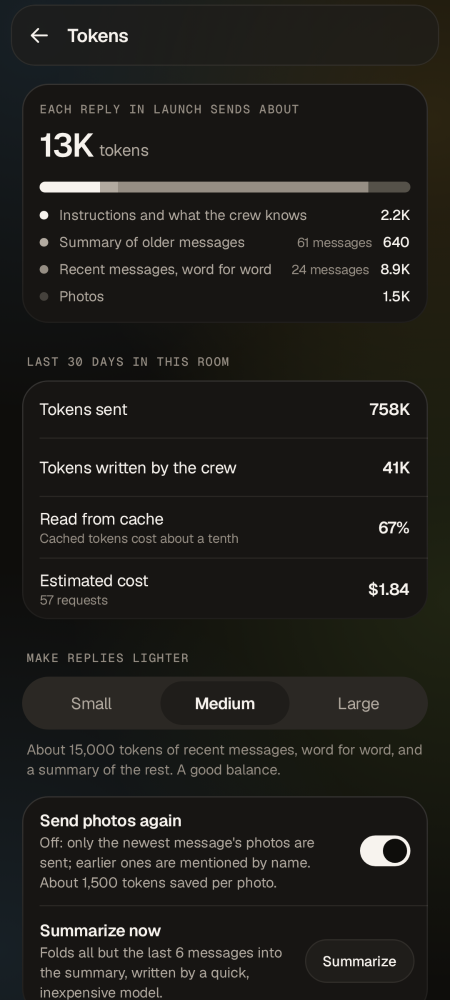 Tokens
EACH REPLY IN LAUNCH SENDS ABOUT
13K tokens
Instructions and what the crew knows 2.2K
Summary of older messages 61 messages 640
Recent messages, word for word 24 messages 8.9K
Photos 1.5K
LAST 30 DAYS IN THIS ROOM
Tokens sent 758K
Tokens written by the crew 41K
Read from cache 67%
Cached tokens cost about a tenth
Estimated cost $1.84
57 requests
MAKE REPLIES LIGHTER
Small Medium Large
About 15,000 tokens of recent messages, word for word, and
a summary of the rest. A good balance.
Send photos again
Off: only the newest message's photos are
sent; earlier ones are mentioned by name.
About 1,500 tokens saved per photo.
Summarize now
Folds all but the last 6 messages into
the summary, written by a quick,
inexpensive model.
Summarize